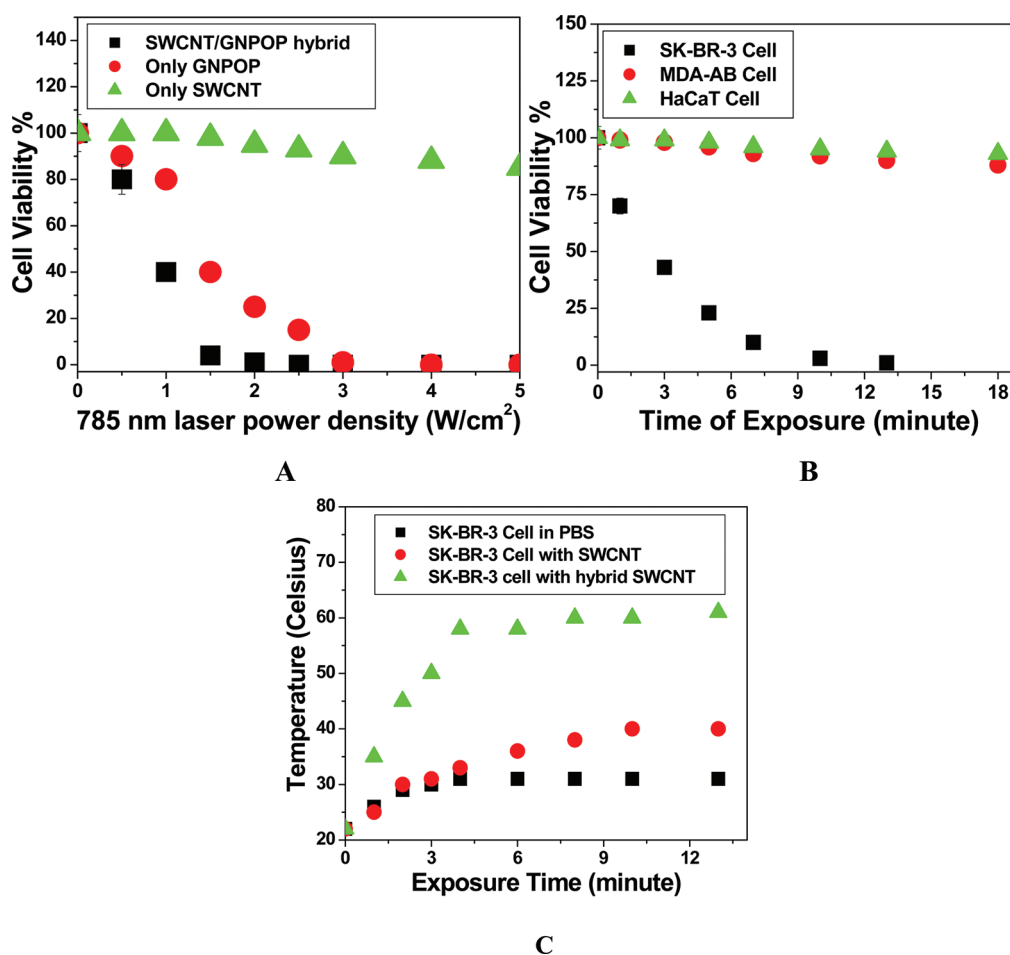 SWCNT/GNPOP hybrid
Only GNPOP
Only SWCNT
140
120
100
80
60
40
20
0
Cell Viability %
0 1 2 3 4 5
785 nm laser power density (W/cm²)
A
SK-BR-3 Cell
MDA-AB Cell
HaCaT Cell
150
125
100
75
50
25
0
Cell Viability %
0 3 6 9 12 15 18
Time of Exposure (minute)
B
SK-BR-3 Cell in PBS
SK-BR-3 Cell with SWCNT
SK-BR-3 cell with hybrid SWCNT
80
70
60
50
40
30
20
Temperature (Celsius)
0 3 6 9 12
Exposure Time (minute)
C